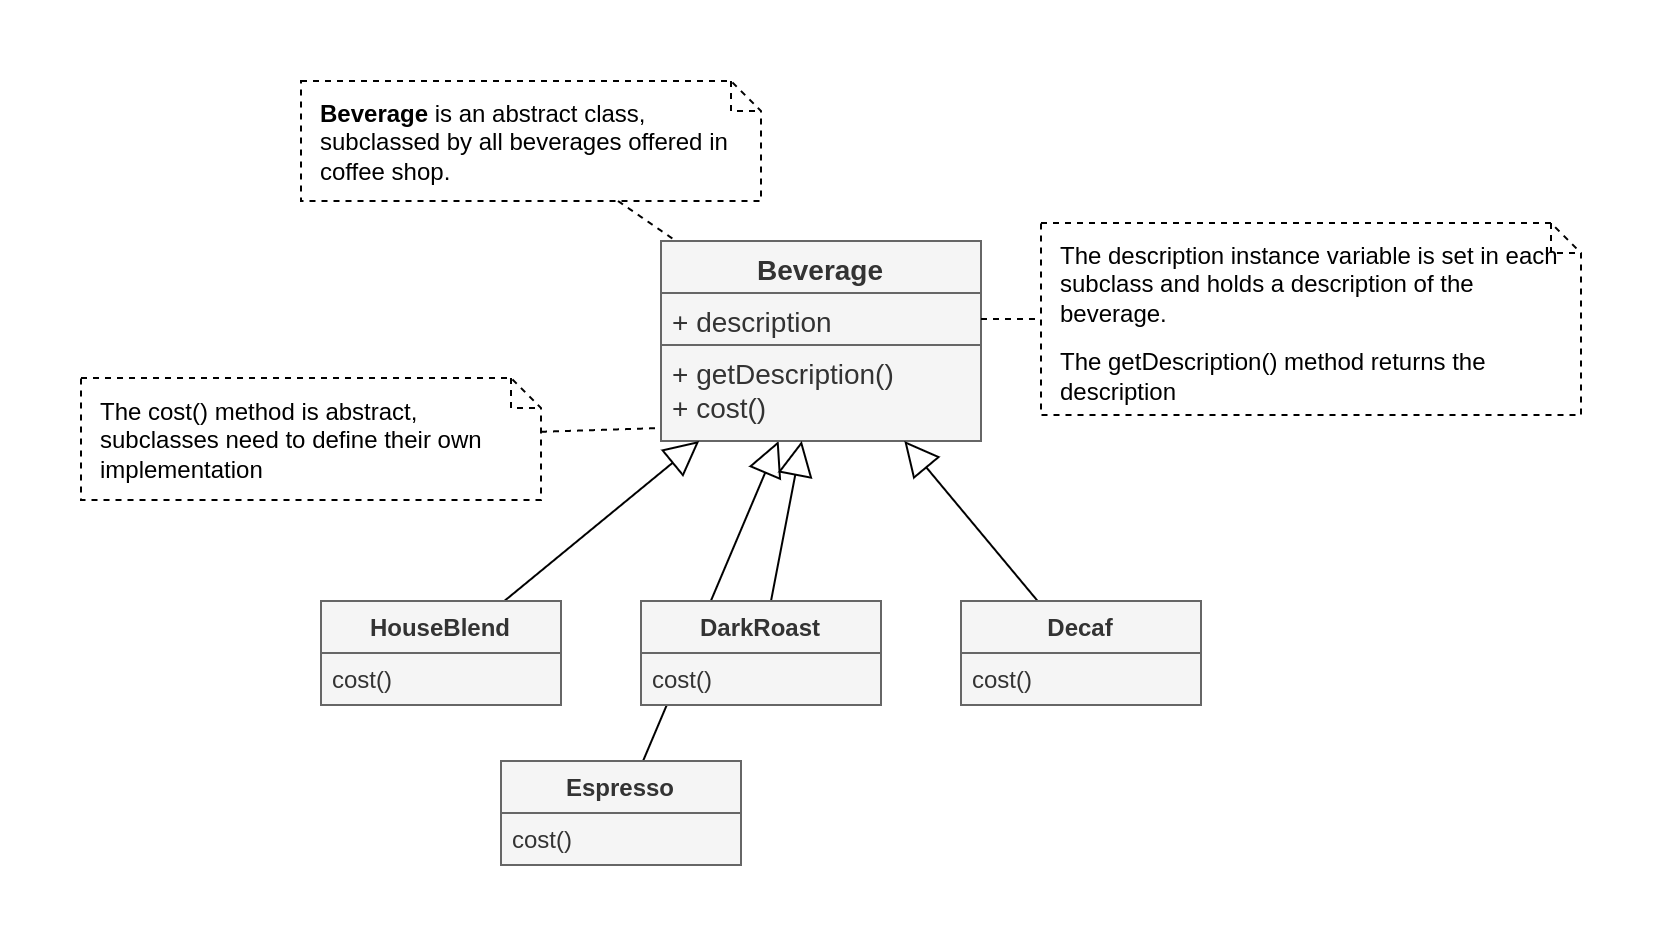 Beverage is an abstract class,
subclassed by all beverages offered in
coffee shop.
Beverage
+ description
+ getDescription()
+ cost()
The description instance variable is set in each
subclass and holds a description of the
beverage.
The getDescription() method returns the
description
The cost() method is abstract,
subclasses need to define their own
implementation
HouseBlend
cost()
DarkRoast
cost()
Decaf
cost()
Espresso
cost()